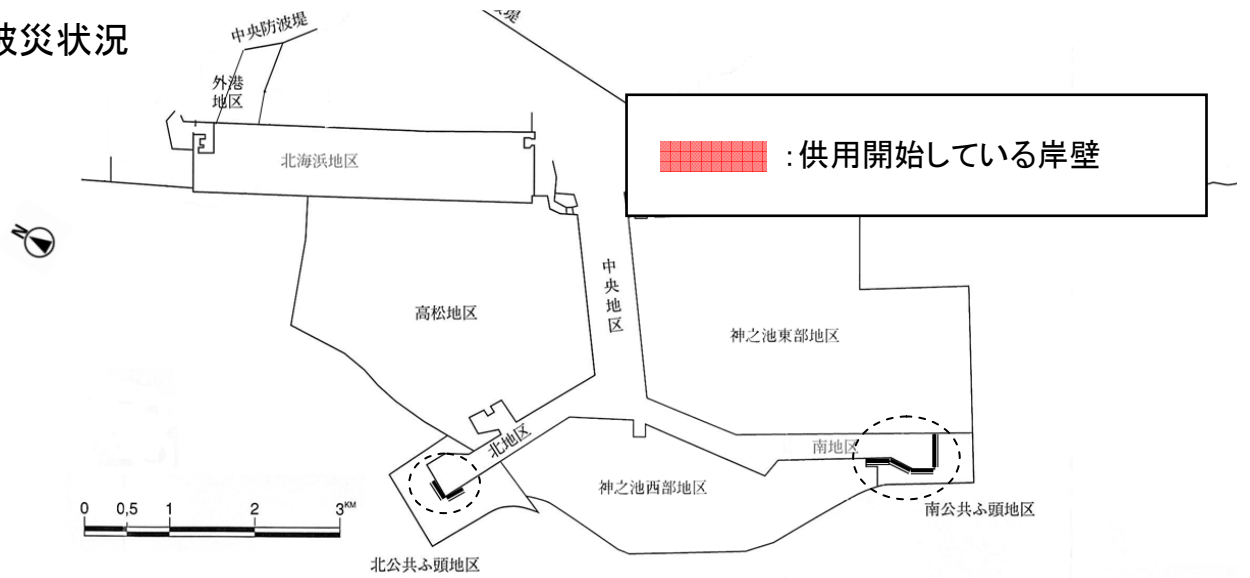 被災状況
中央防波堤
堤
外港
地区
北海浜地区
：供用開始している岸壁
N
中央地区
高松地区
神之池東部地区
北地区
南地区
神之池西部地区
南公共ふ頭地区
0 0,5 1 2 3KM
北公共ふ頭地区